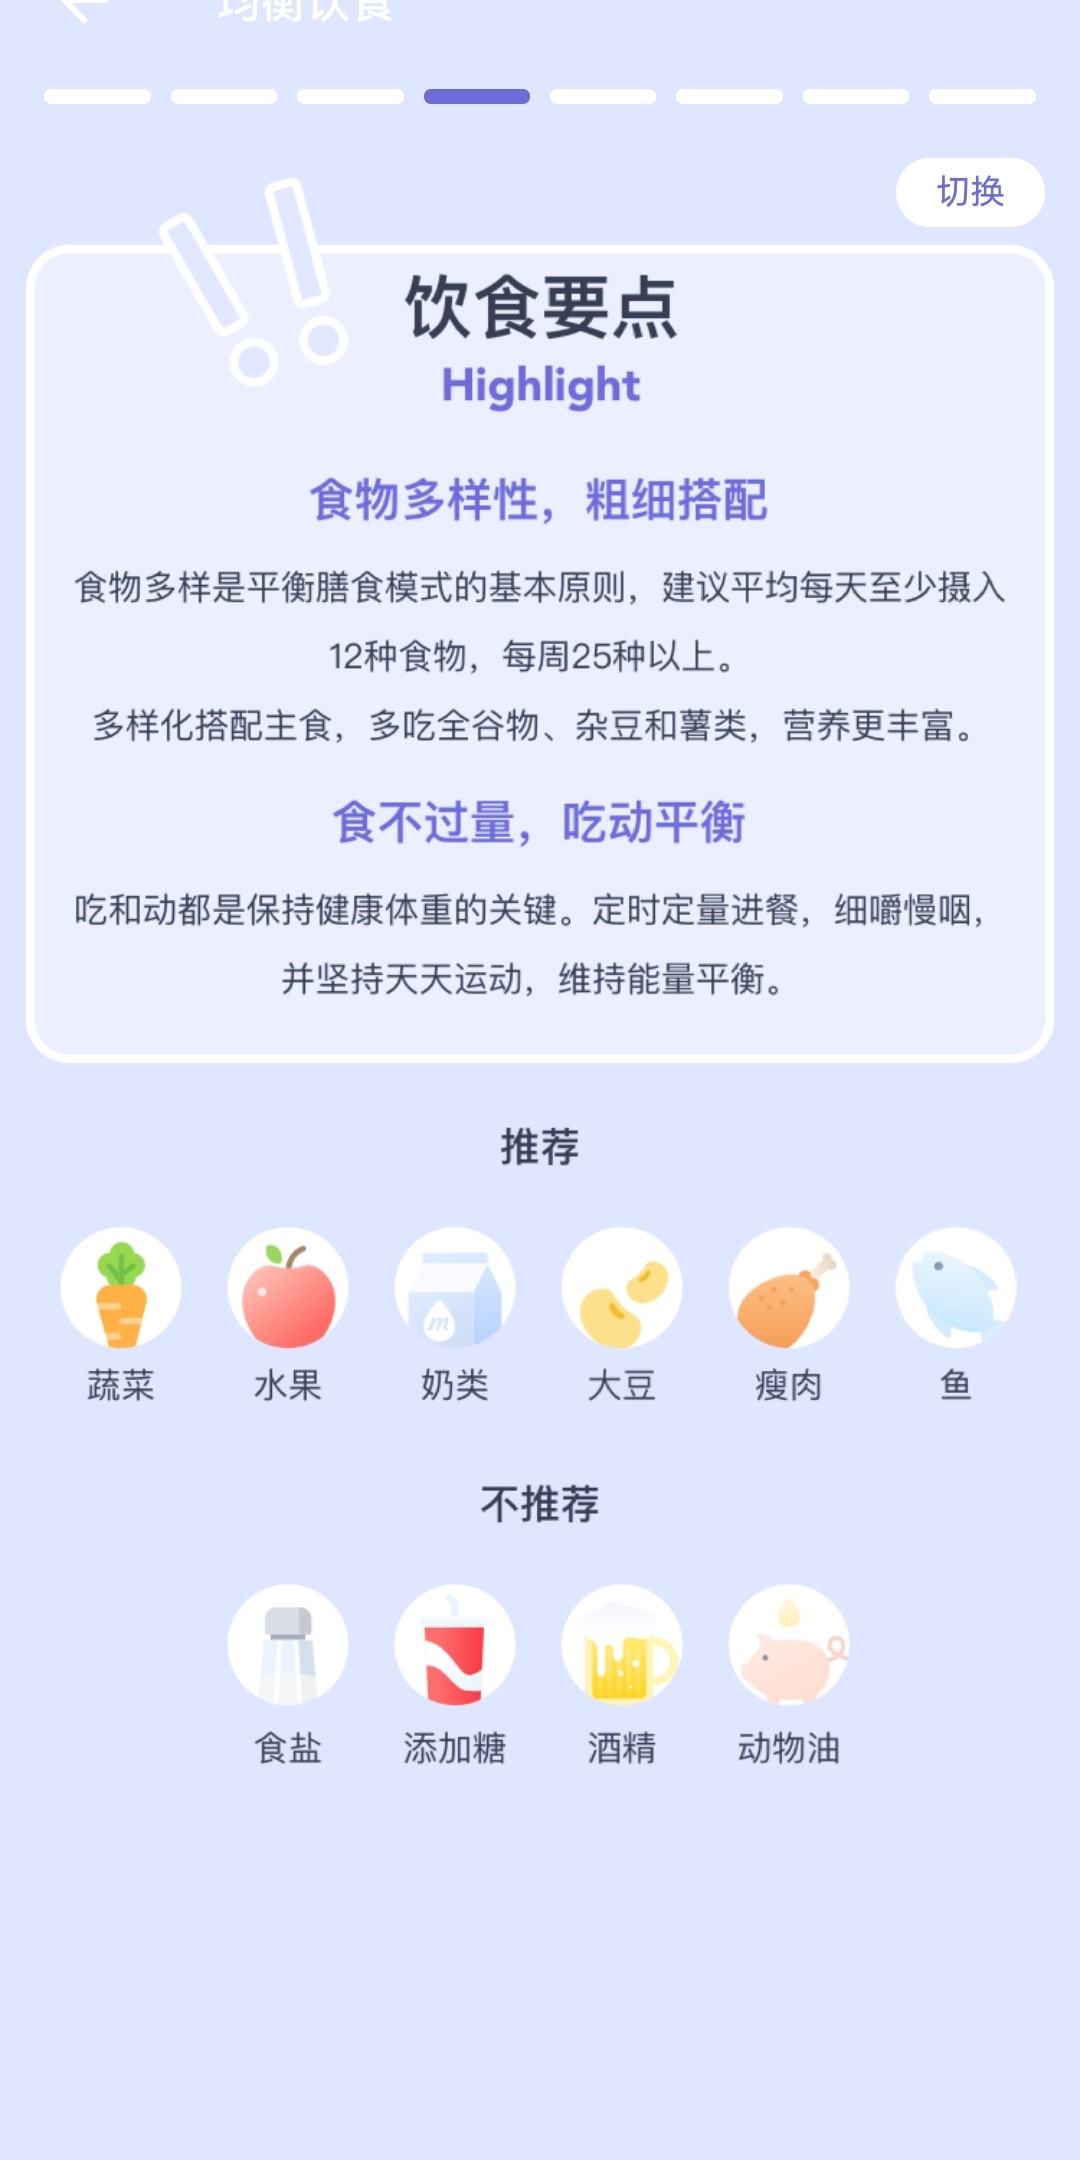 均衡饮食
切换
饮食要点
Highlight
食物多样性，粗细搭配
食物多样是平衡膳食模式的基本原则，建议平均每天至少摄入
12种食物，每周25种以上。
多样化搭配主食，多吃全谷物、杂豆和薯类，营养更丰富。
食不过量，吃动平衡
吃和动都是保持健康体重的关键。定时定量进餐，细嚼慢咽，
并坚持天天运动，维持能量平衡。
推荐
m
蔬菜 水果 奶类 大豆 瘦肉 鱼
不推荐
食盐 添加糖 酒精 动物油